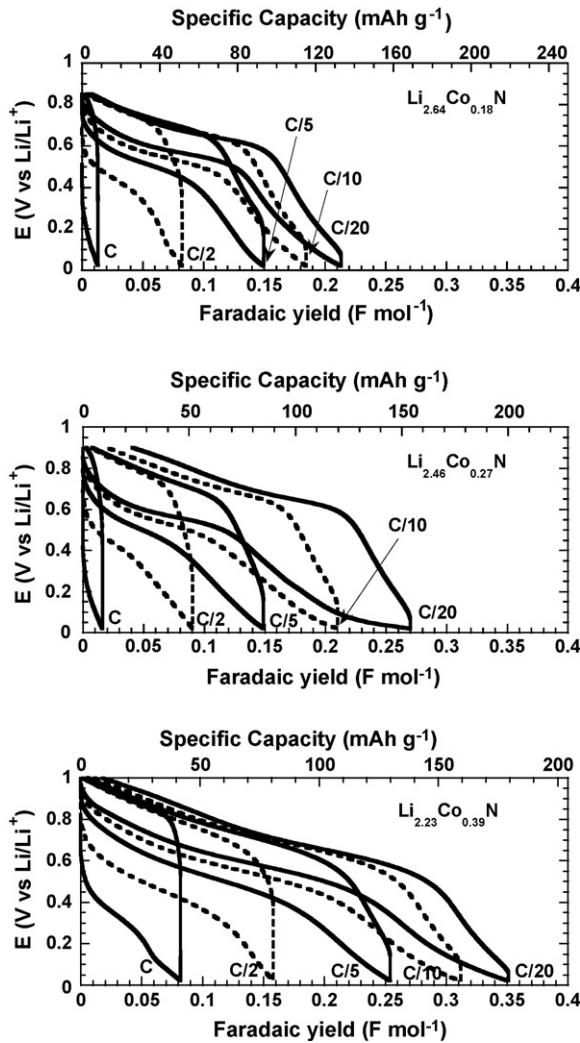 Specific Capacity (mAh g⁻¹)
0 50 100 150 200 250
1
0.8
0.6
0.4
0.2
0
E (V vs Li/Li⁺)
Li₂.₆₄Co₀.₁₈N
C/5
C/10
C/20
C C/2
0 0.05 0.1 0.15 0.2 0.25 0.3 0.35 0.4
Faradaic yield (F mol⁻¹)
Specific Capacity (mAh g⁻¹)
0 50 100 150 200
1
0.8
0.6
0.4
0.2
0
E (V vs Li/Li⁺)
Li₂.₄₆Co₀.₂₇N
C/10
C C/2 C/5 C/20
0 0.05 0.1 0.15 0.2 0.25 0.3 0.35 0.4
Faradaic yield (F mol⁻¹)
Specific Capacity (mAh g⁻¹)
0 50 100 150 200
1
0.8
0.6
0.4
0.2
0
E (V vs Li/Li⁺)
Li₂.₂₃Co₀.₃₉N
C C/2 C/5 C/10 C/20
0 0.05 0.1 0.15 0.2 0.25 0.3 0.35 0.4
Faradaic yield (F mol⁻¹)